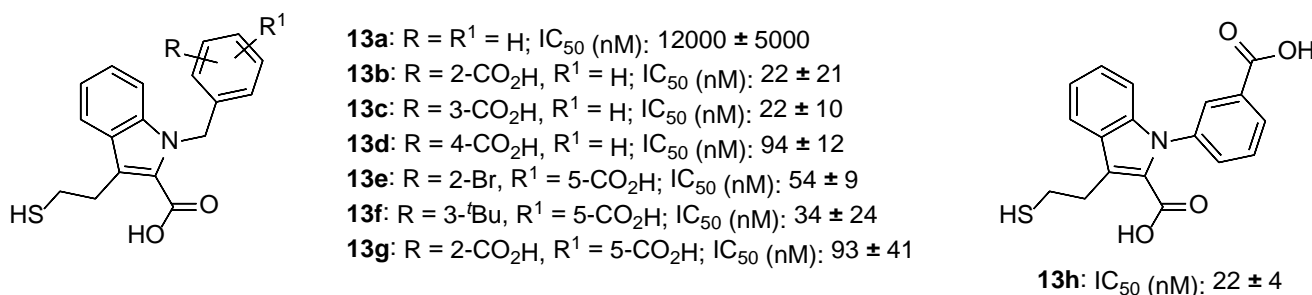 R
R¹
N
HS
HO
O
13a: R = R¹ = H; IC₅₀ (nM): 12000 ± 5000
13b: R = 2-CO₂H, R¹ = H; IC₅₀ (nM): 22 ± 21
13c: R = 3-CO₂H, R¹ = H; IC₅₀ (nM): 22 ± 10
13d: R = 4-CO₂H, R¹ = H; IC₅₀ (nM): 94 ± 12
13e: R = 2-Br, R¹ = 5-CO₂H; IC₅₀ (nM): 54 ± 9
13f: R = 3-ᵗBu, R¹ = 5-CO₂H; IC₅₀ (nM): 34 ± 24
13g: R = 2-CO₂H, R¹ = 5-CO₂H; IC₅₀ (nM): 93 ± 41
O
OH
N
HS
HO
O
13h: IC₅₀ (nM): 22 ± 4